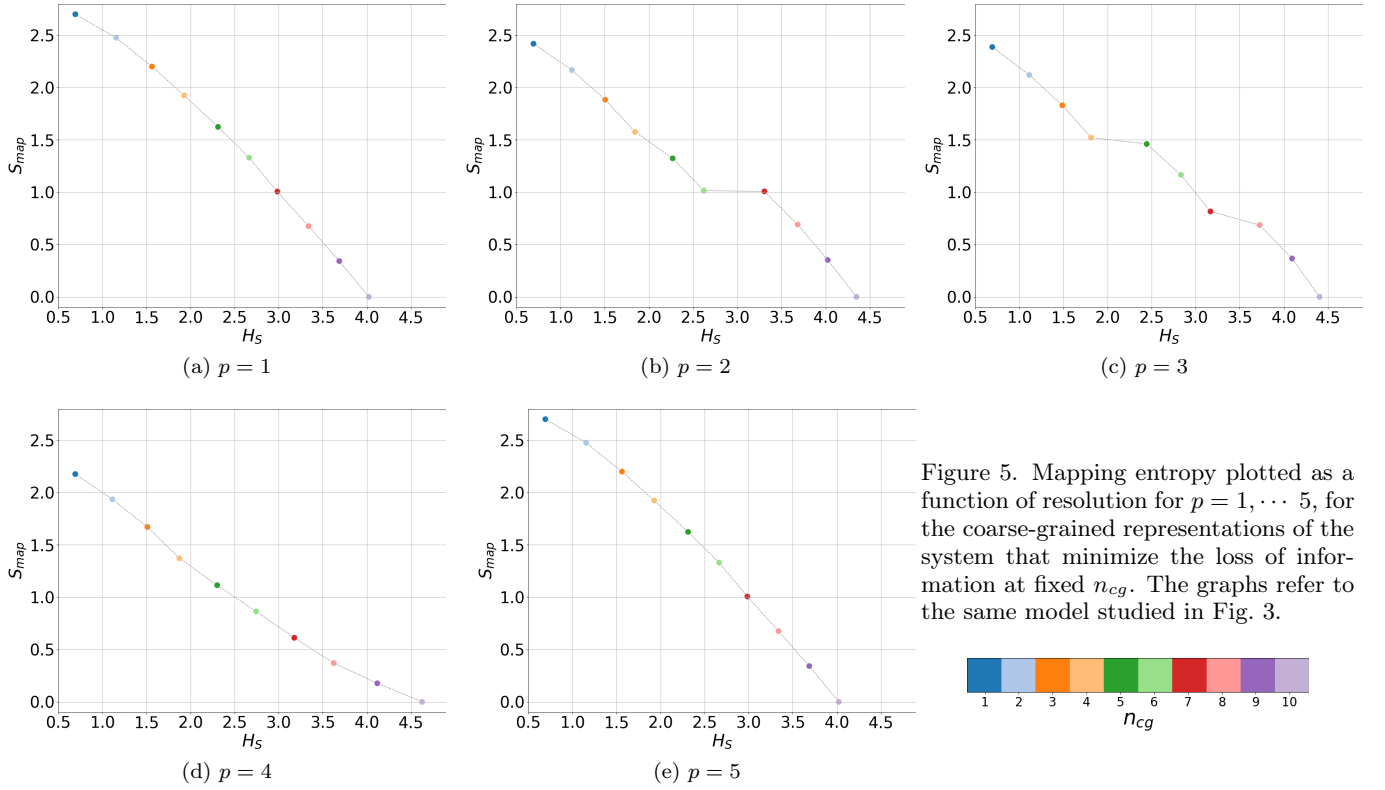 2.5
2.0
1.5
1.0
0.5
0.0
S_map
0.5 1.0 1.5 2.0 2.5 3.0 3.5 4.0 4.5
H_S
(a) p = 1
2.5
2.0
1.5
1.0
0.5
0.0
S_map
0.5 1.0 1.5 2.0 2.5 3.0 3.5 4.0 4.5
H_S
(b) p = 2
2.5
2.0
1.5
1.0
0.5
0.0
S_map
0.5 1.0 1.5 2.0 2.5 3.0 3.5 4.0 4.5
H_S
(c) p = 3
2.5
2.0
1.5
1.0
0.5
0.0
S_map
0.5 1.0 1.5 2.0 2.5 3.0 3.5 4.0 4.5
H_S
(d) p = 4
2.5
2.0
1.5
1.0
0.5
0.0
S_map
0.5 1.0 1.5 2.0 2.5 3.0 3.5 4.0 4.5
H_S
(e) p = 5
Figure 5. Mapping entropy plotted as a
function of resolution for p = 1, ··· 5, for
the coarse-grained representations of the
system that minimize the loss of infor-
mation at fixed n_cg. The graphs refer to
the same model studied in Fig. 3.
1 2 3 4 5 6 7 8 9 10
n_cg